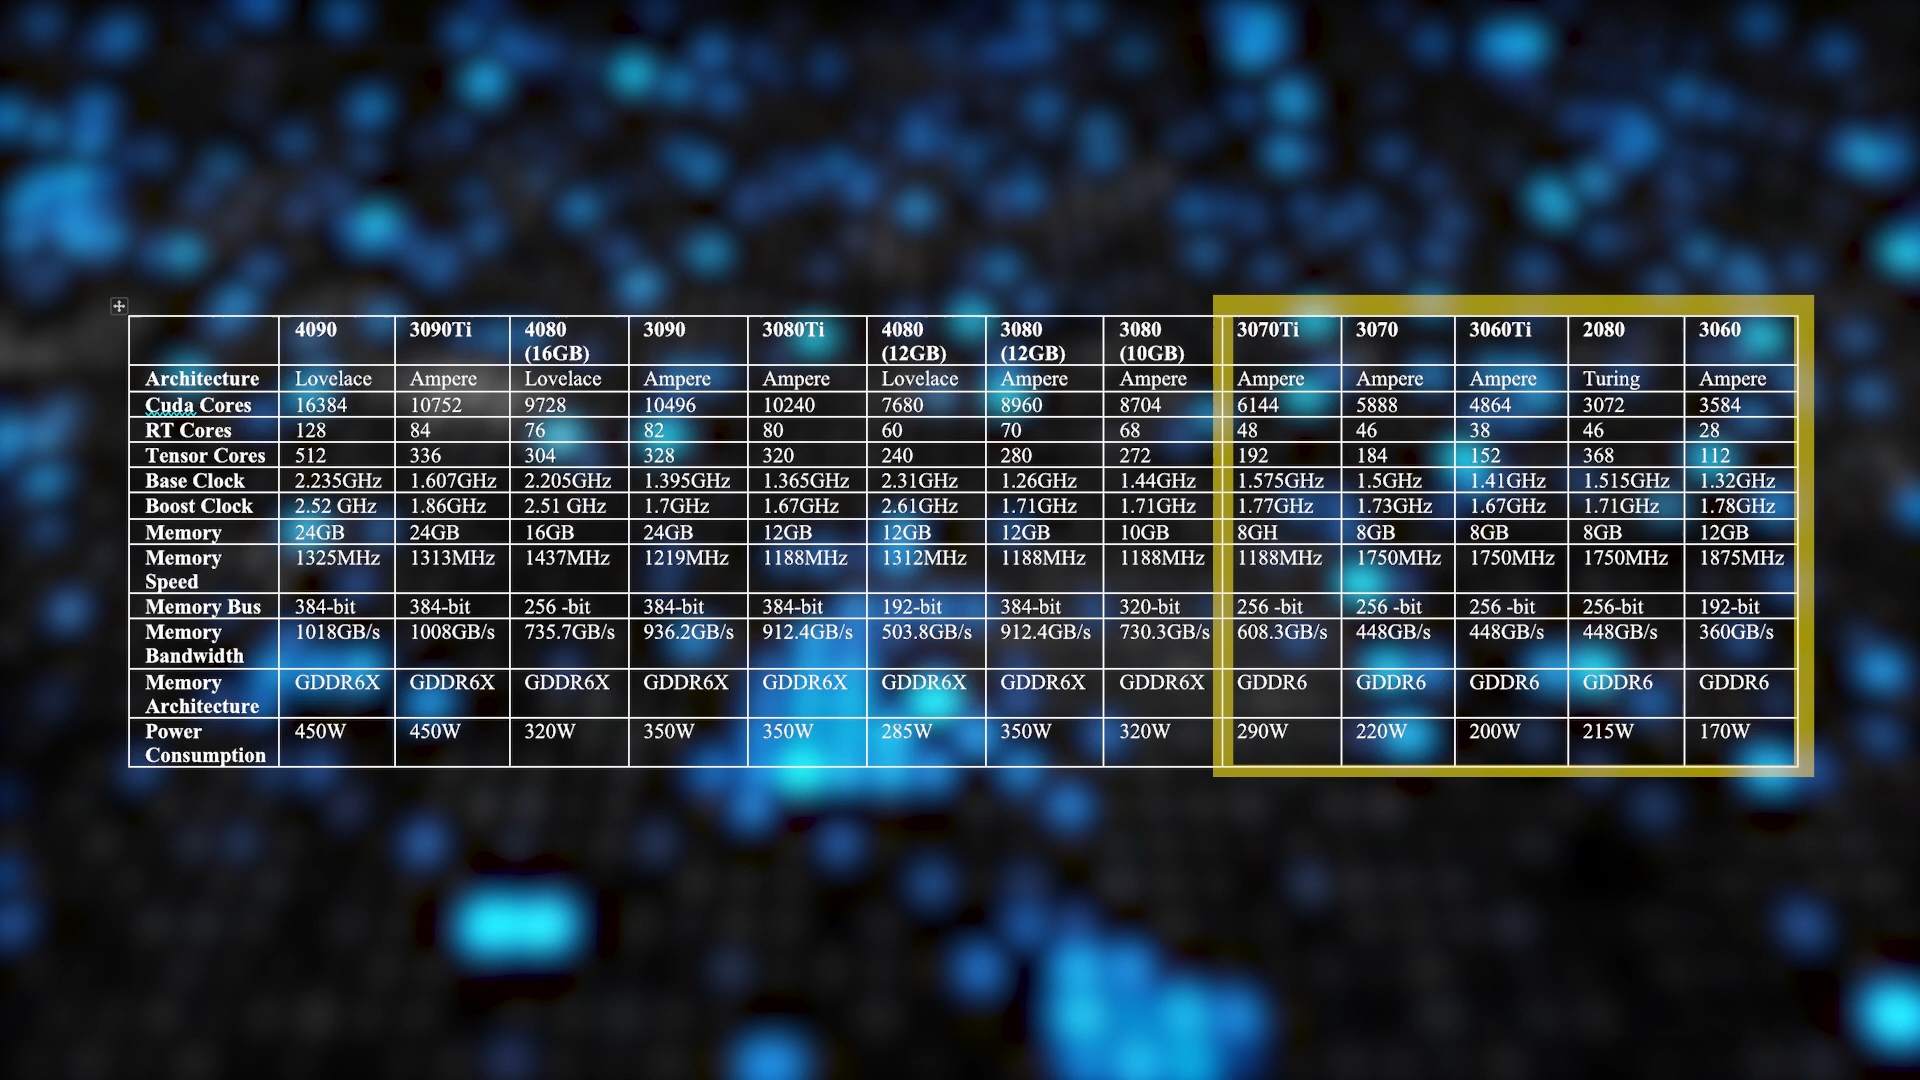 4090 3090Ti 4080 3090 3080Ti 4080 3080 3080 3070Ti 3070 3060Ti 2080 3060
(16GB) (12GB) (12GB) (10GB)
Architecture Lovelace Ampere Lovelace Ampere Ampere Lovelace Ampere Ampere Ampere Ampere Ampere Turing Ampere
Cuda Cores 16384 10752 9728 10496 10240 7680 8960 8704 6144 5888 4864 3072 3584
RT Cores 128 84 76 82 80 60 70 68 48 46 38 46 28
Tensor Cores 512 336 304 328 320 240 280 272 192 184 152 368 112
Base Clock 2.235GHz 1.607GHz 2.205GHz 1.395GHz 1.365GHz 2.31GHz 1.26GHz 1.44GHz 1.575GHz 1.5GHz 1.41GHz 1.515GHz 1.32GHz
Boost Clock 2.52 GHz 1.86GHz 2.51 GHz 1.7GHz 1.67GHz 2.61GHz 1.71GHz 1.71GHz 1.77GHz 1.73GHz 1.67GHz 1.71GHz 1.78GHz
Memory 24GB 24GB 16GB 24GB 12GB 12GB 12GB 10GB 8GH 8GB 8GB 8GB 12GB
Memory 1325MHz 1313MHz 1437MHz 1219MHz 1188MHz 1312MHz 1188MHz 1188MHz 1188MHz 1750MHz 1750MHz 1750MHz 1875MHz
Speed
Memory Bus 384-bit 384-bit 256 -bit 384-bit 384-bit 192-bit 384-bit 320-bit 256 -bit 256 -bit 256 -bit 256-bit 192-bit
Memory 1018GB/s 1008GB/s 735.7GB/s 936.2GB/s 912.4GB/s 503.8GB/s 912.4GB/s 730.3GB/s 608.3GB/s 448GB/s 448GB/s 448GB/s 360GB/s
Bandwidth
Memory GDDR6X GDDR6X GDDR6X GDDR6X GDDR6X GDDR6X GDDR6X GDDR6X GDDR6 GDDR6 GDDR6 GDDR6 GDDR6
Architecture
Power 450W 450W 320W 350W 350W 285W 350W 320W 290W 220W 200W 215W 170W
Consumption